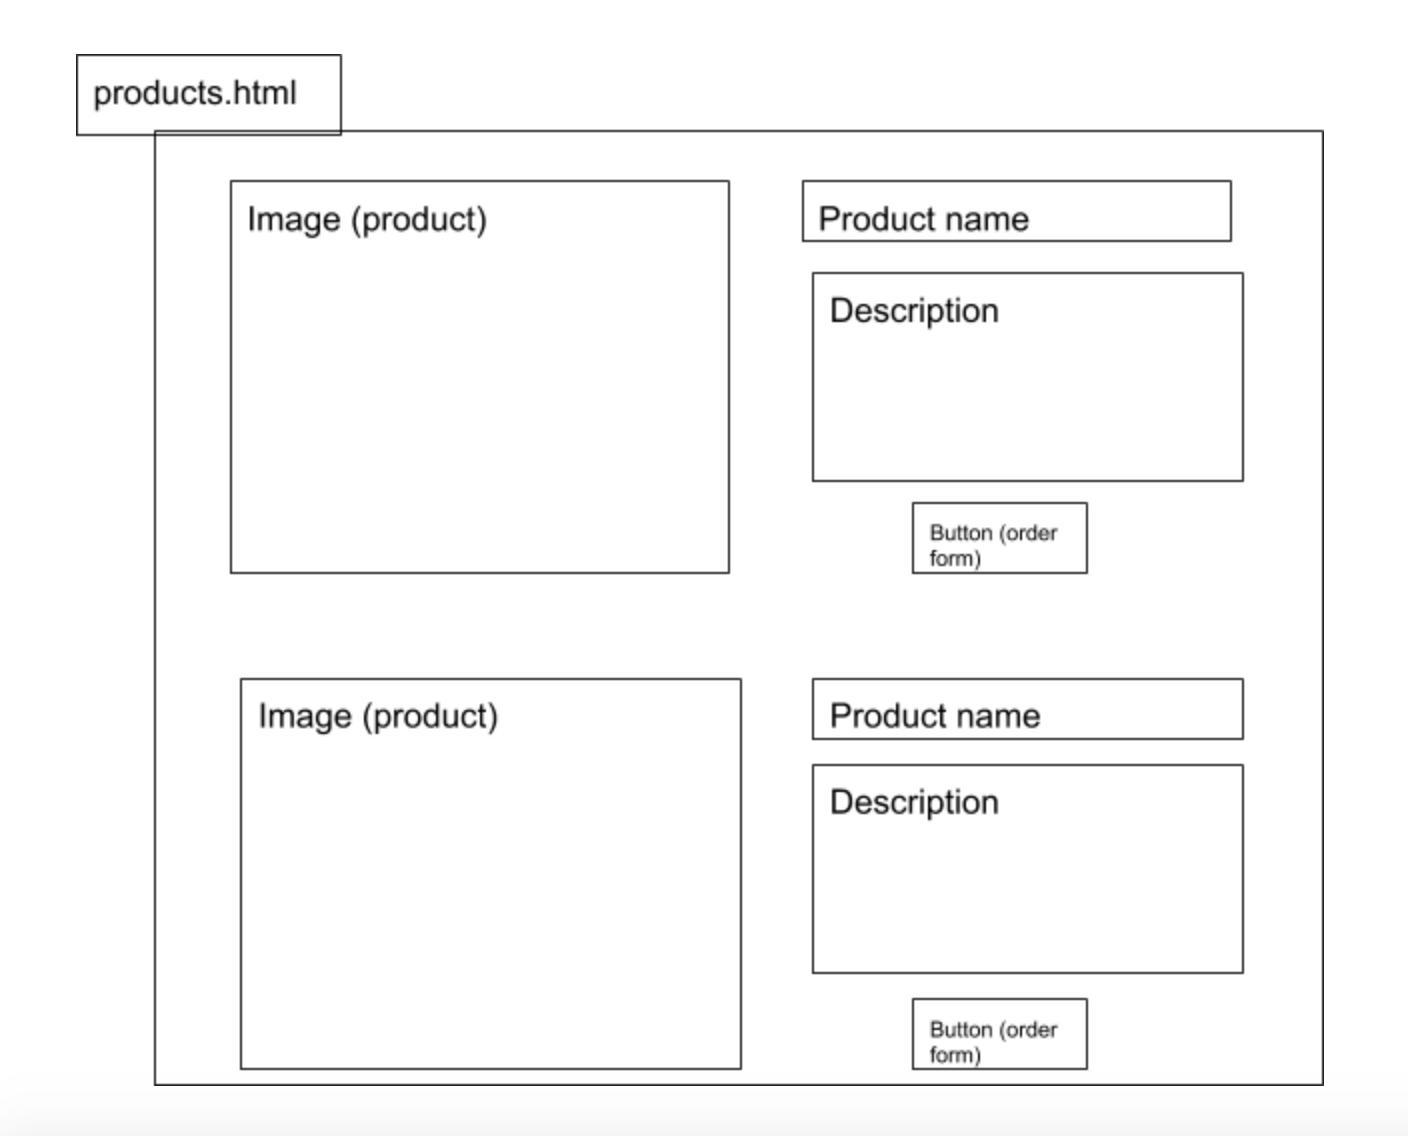 products.html
Image (product)
Product name
Description
Button (order
form)
Image (product)
Product name
Description
Button (order
form)